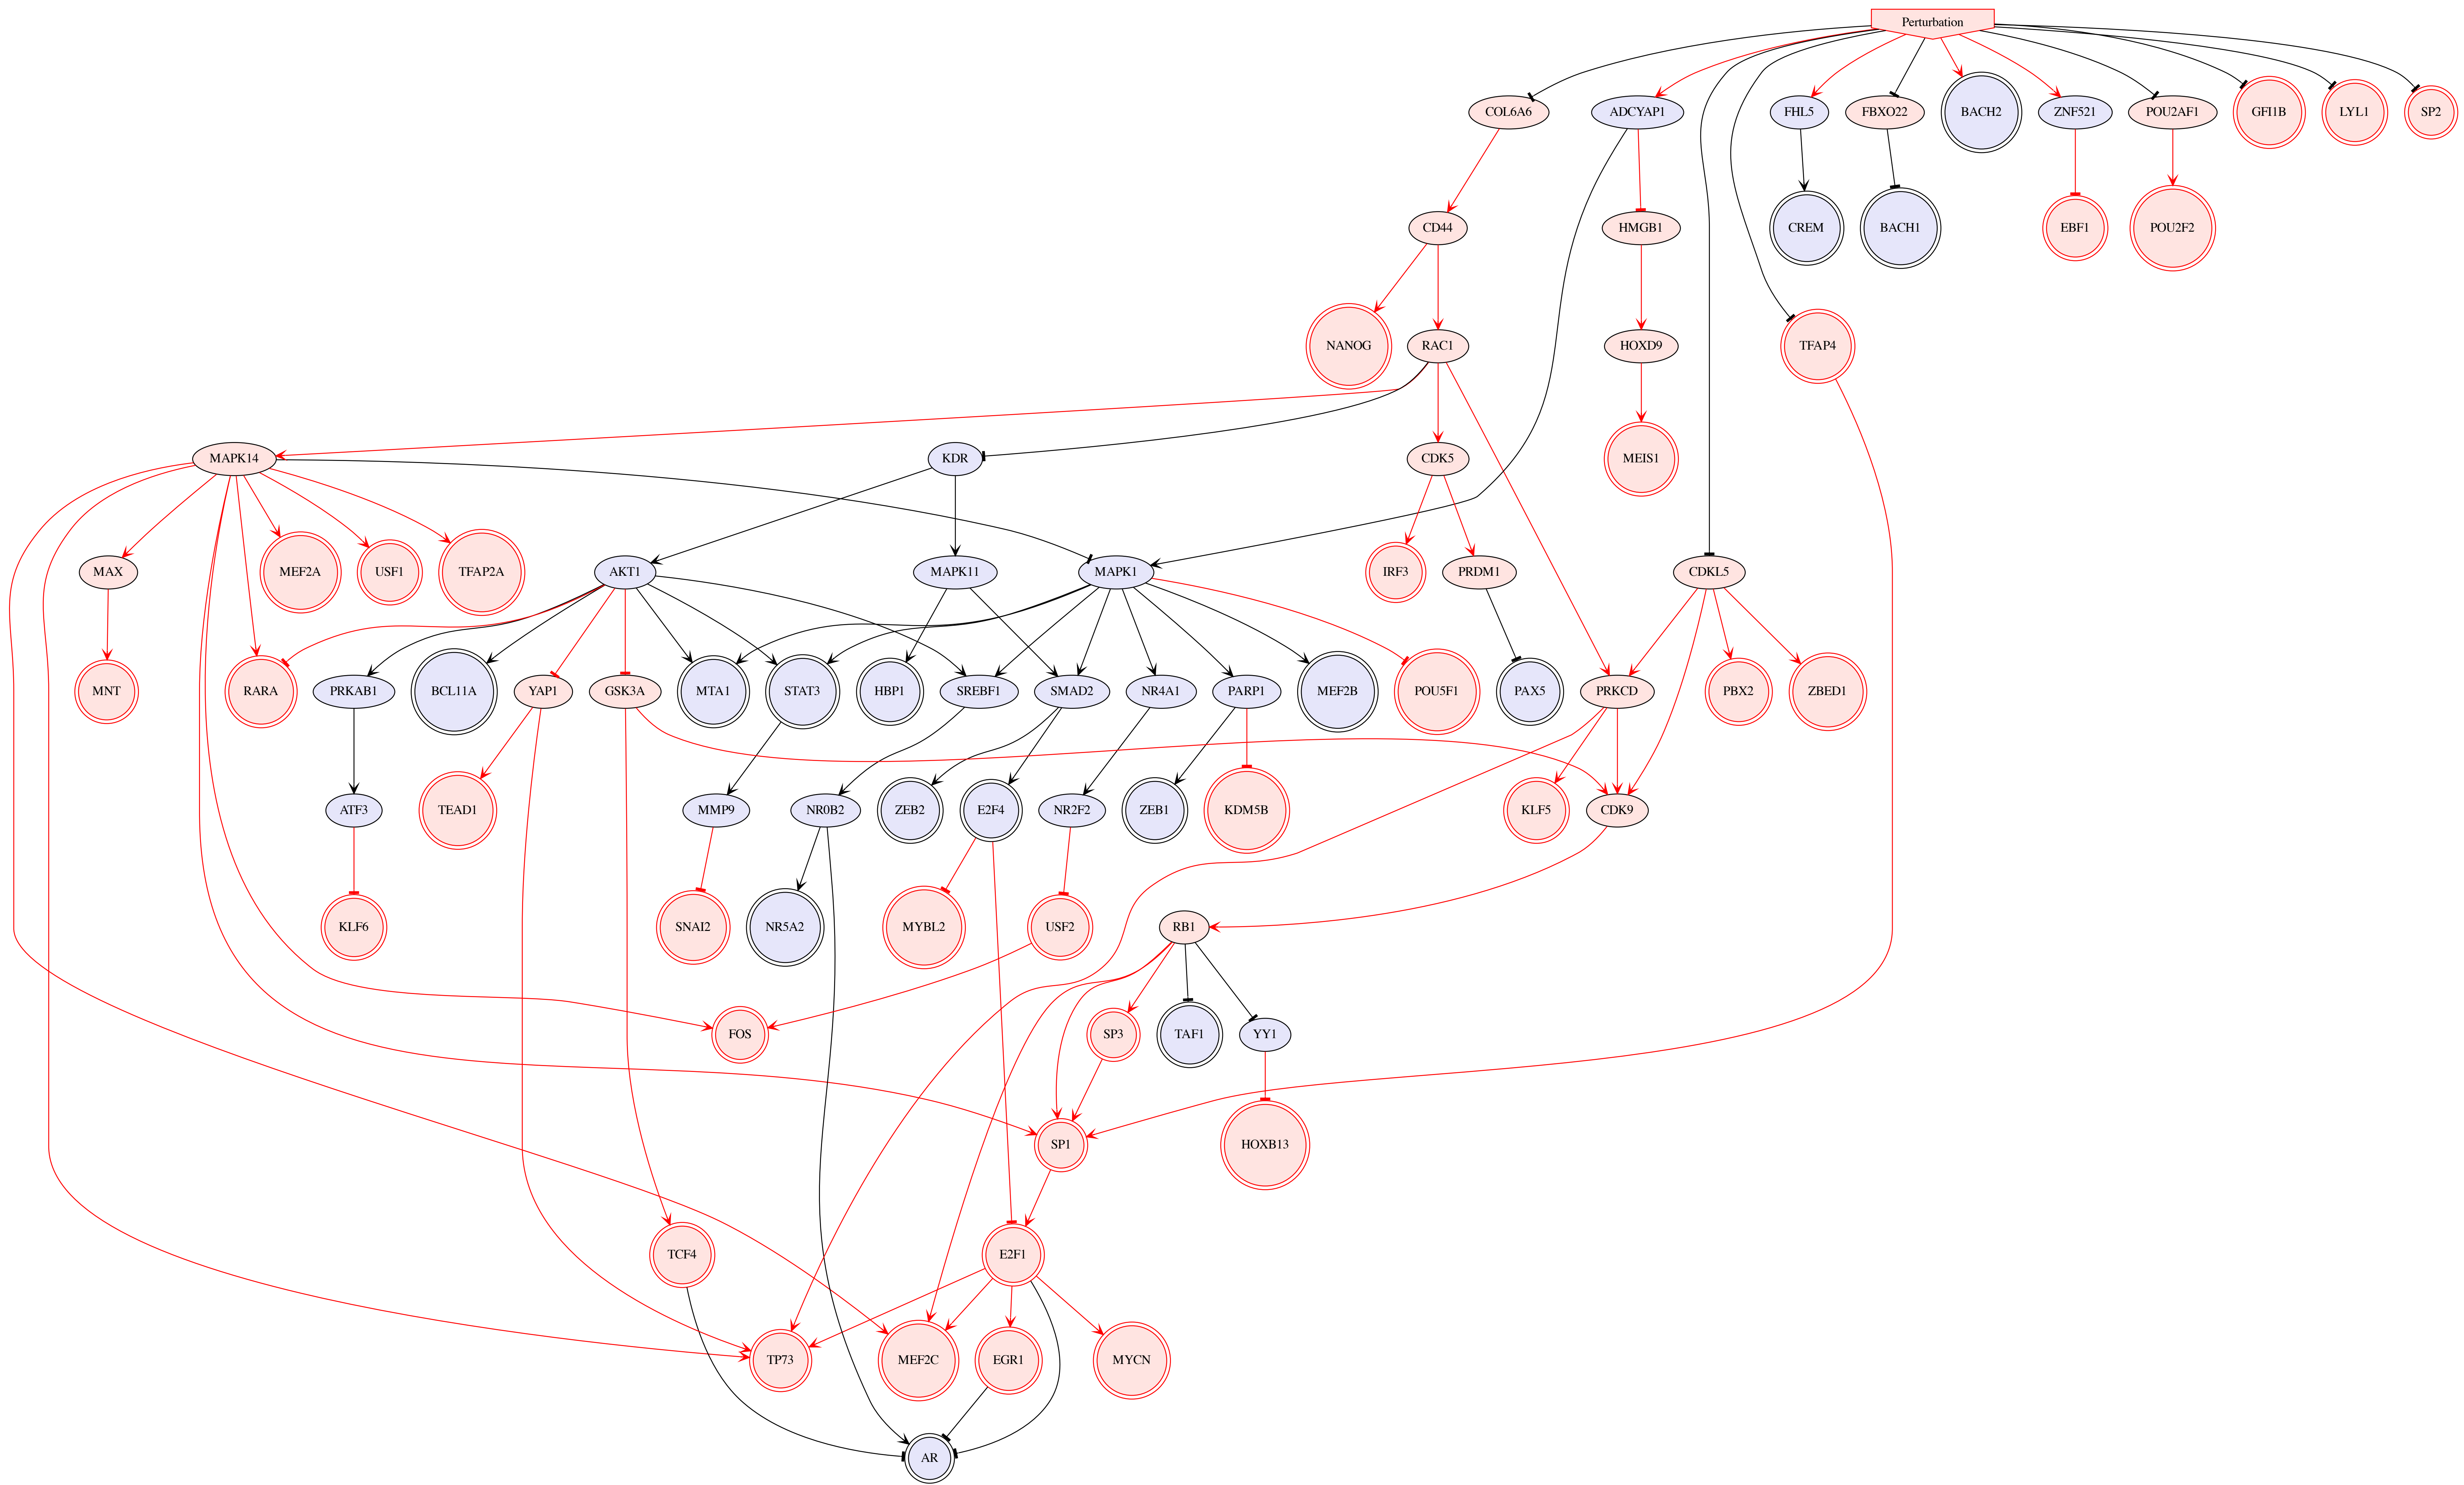 Perturbation
COL6A6
ADCYAP1
FHL5
FBXO22
BACH2
ZNF521
POU2AF1
GFI1B
LYL1
SP2
CD44
HMGB1
CREM
BACH1
EBF1
POU2F2
NANOG
RAC1
HOXD9
TFAP4
MAPK14
KDR
CDK5
MEIS1
MAX
MEF2A
USF1
TFAP2A
AKT1
MAPK11
MAPK1
IRF3
PRDM1
CDKL5
MNT
RARA
PRKAB1
BCL11A
YAP1
GSK3A
MTA1
STAT3
HBP1
SREBF1
SMAD2
NR4A1
PARP1
MEF2B
POU5F1
PAX5
PRKCD
PBX2
ZBED1
ATF3
TEAD1
MMP9
NR0B2
ZEB2
E2F4
NR2F2
ZEB1
KDM5B
KLF5
CDK9
KLF6
SNAI2
NR5A2
MYBL2
USF2
RB1
FOS
SP3
TAF1
YY1
SP1
HOXB13
TCF4
E2F1
TP73
MEF2C
EGR1
MYCN
AR